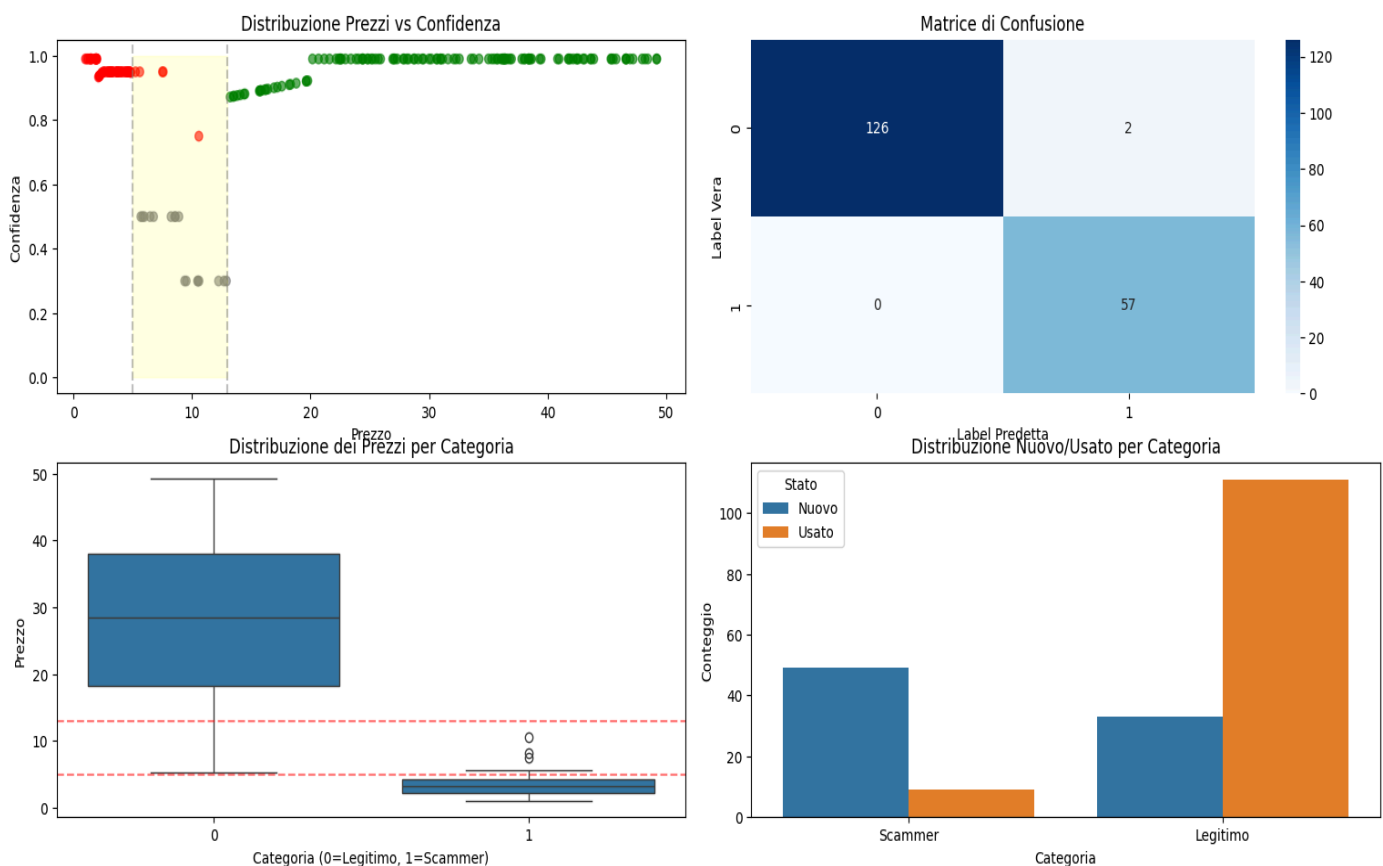 Distribuzione Prezzi vs Confidenza
1.0
0.8
0.6
0.4
0.2
0.0
Confidenza
0
10
20
30
40
50
Prezzo
Matrice di Confusione
0
1
Label Vera
126
2
0
57
0
1
Label Predetta
120
100
80
60
40
20
0
Distribuzione dei Prezzi per Categoria
50
40
30
20
10
0
Prezzo
0
1
Categoria (0=Legitimo, 1=Scammer)
Distribuzione Nuovo/Usato per Categoria
Stato
Nuovo
Usato
100
80
60
40
20
0
Conteggio
Scammer
Legitimo
Categoria